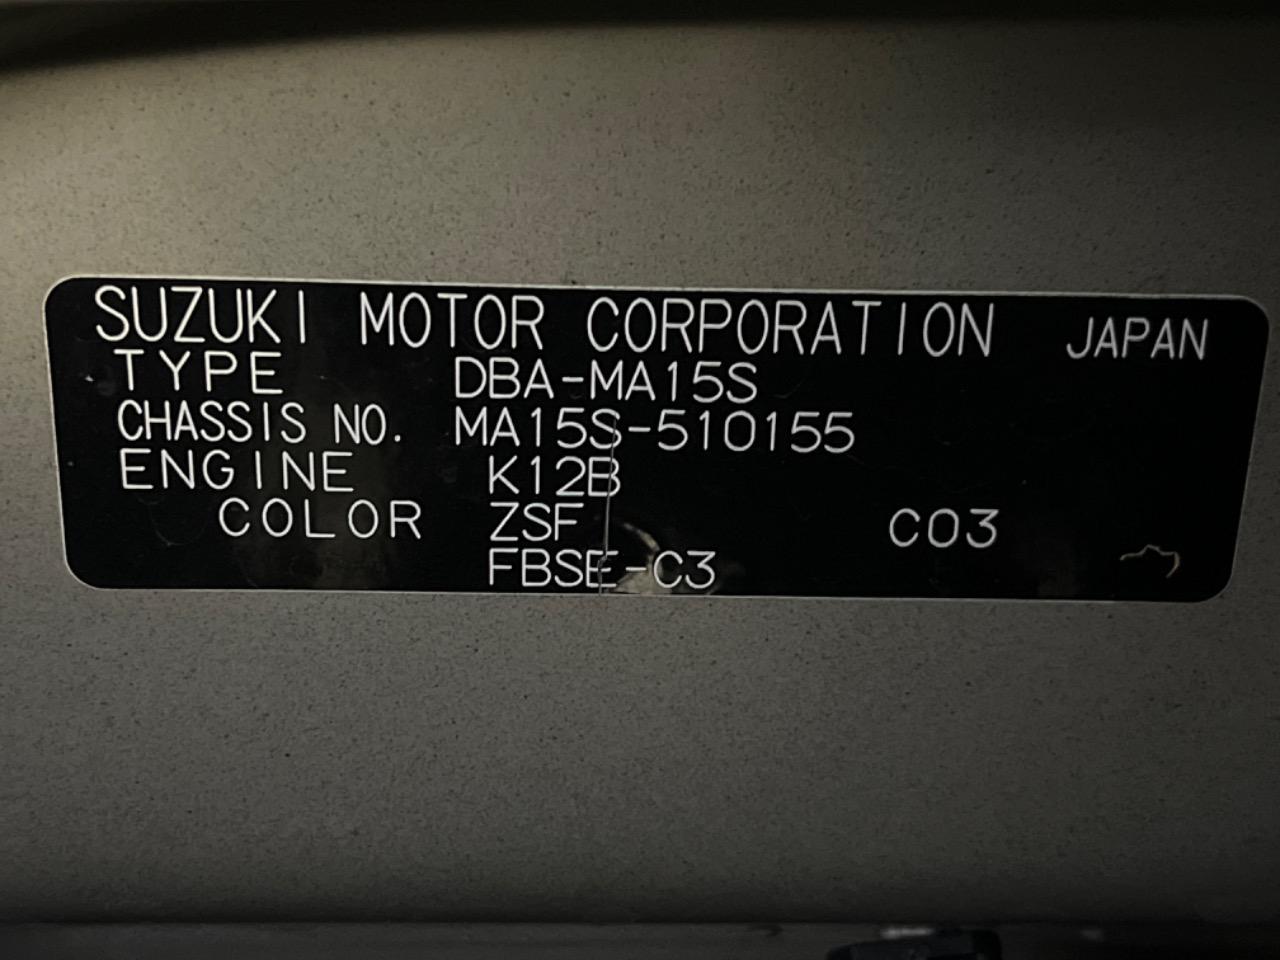 SUZUKI MOTOR CORPORATION JAPAN
TYPE DBA-MA15S
CHASSIS NO. MA15S-510155
ENGINE K12B
COLOR ZSF C03
FBSE-C3